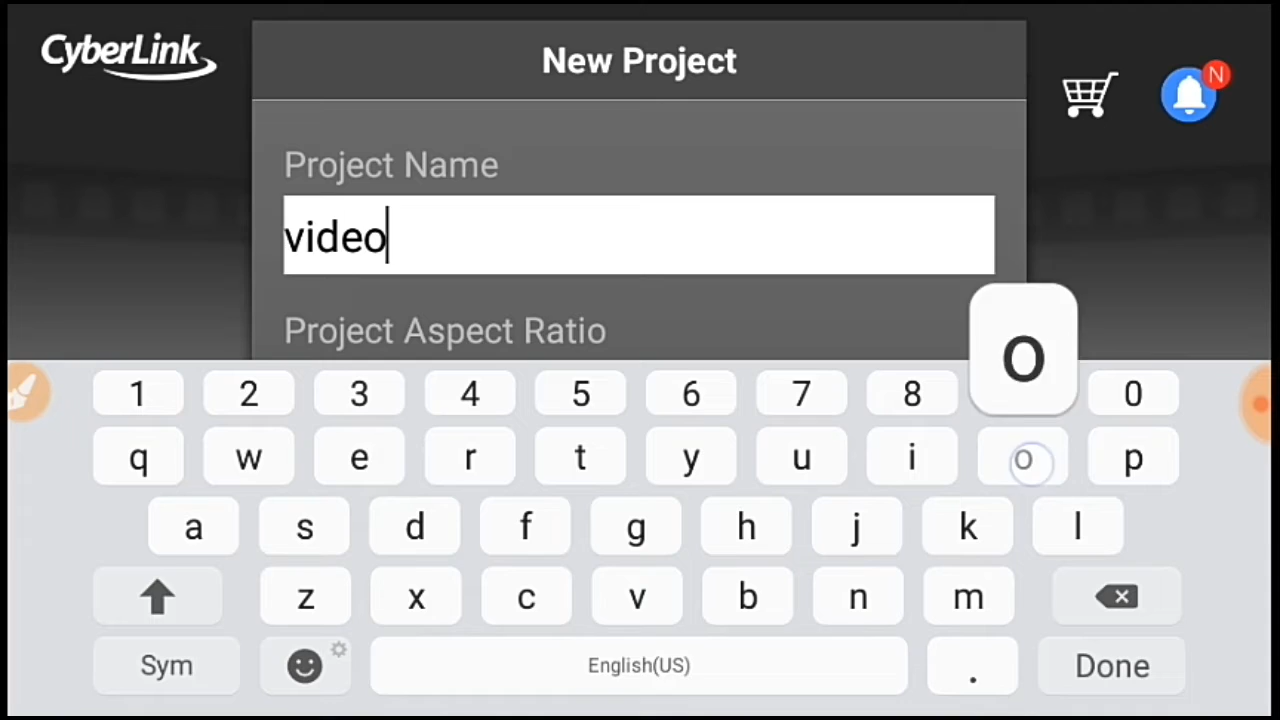 CyberLink
New Project
N
Project Name
video
Project Aspect Ratio
o
1 2 3 4 5 6 7 8 0
q w e r t y u i o p
a s d f g h j k l
z x c v b n m
Sym English(US) . Done